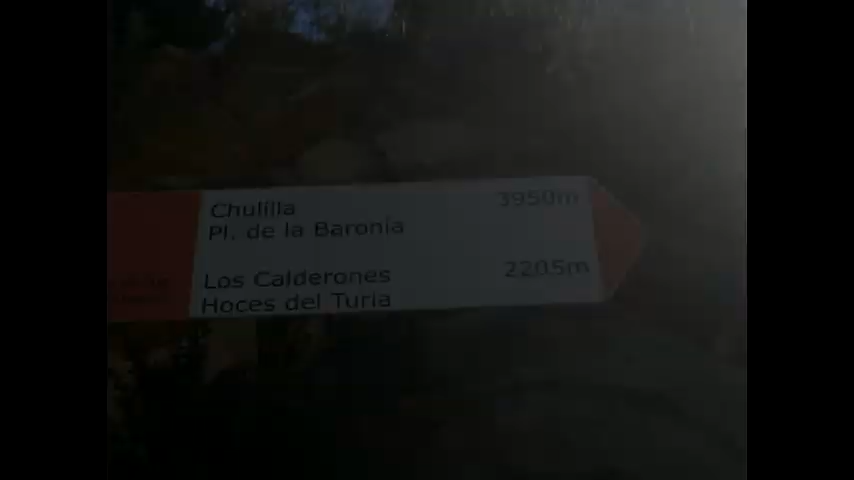 Chulilla 3950m
Pl. de la Baronía
Los Calderones 2205m
Hoces del Turia